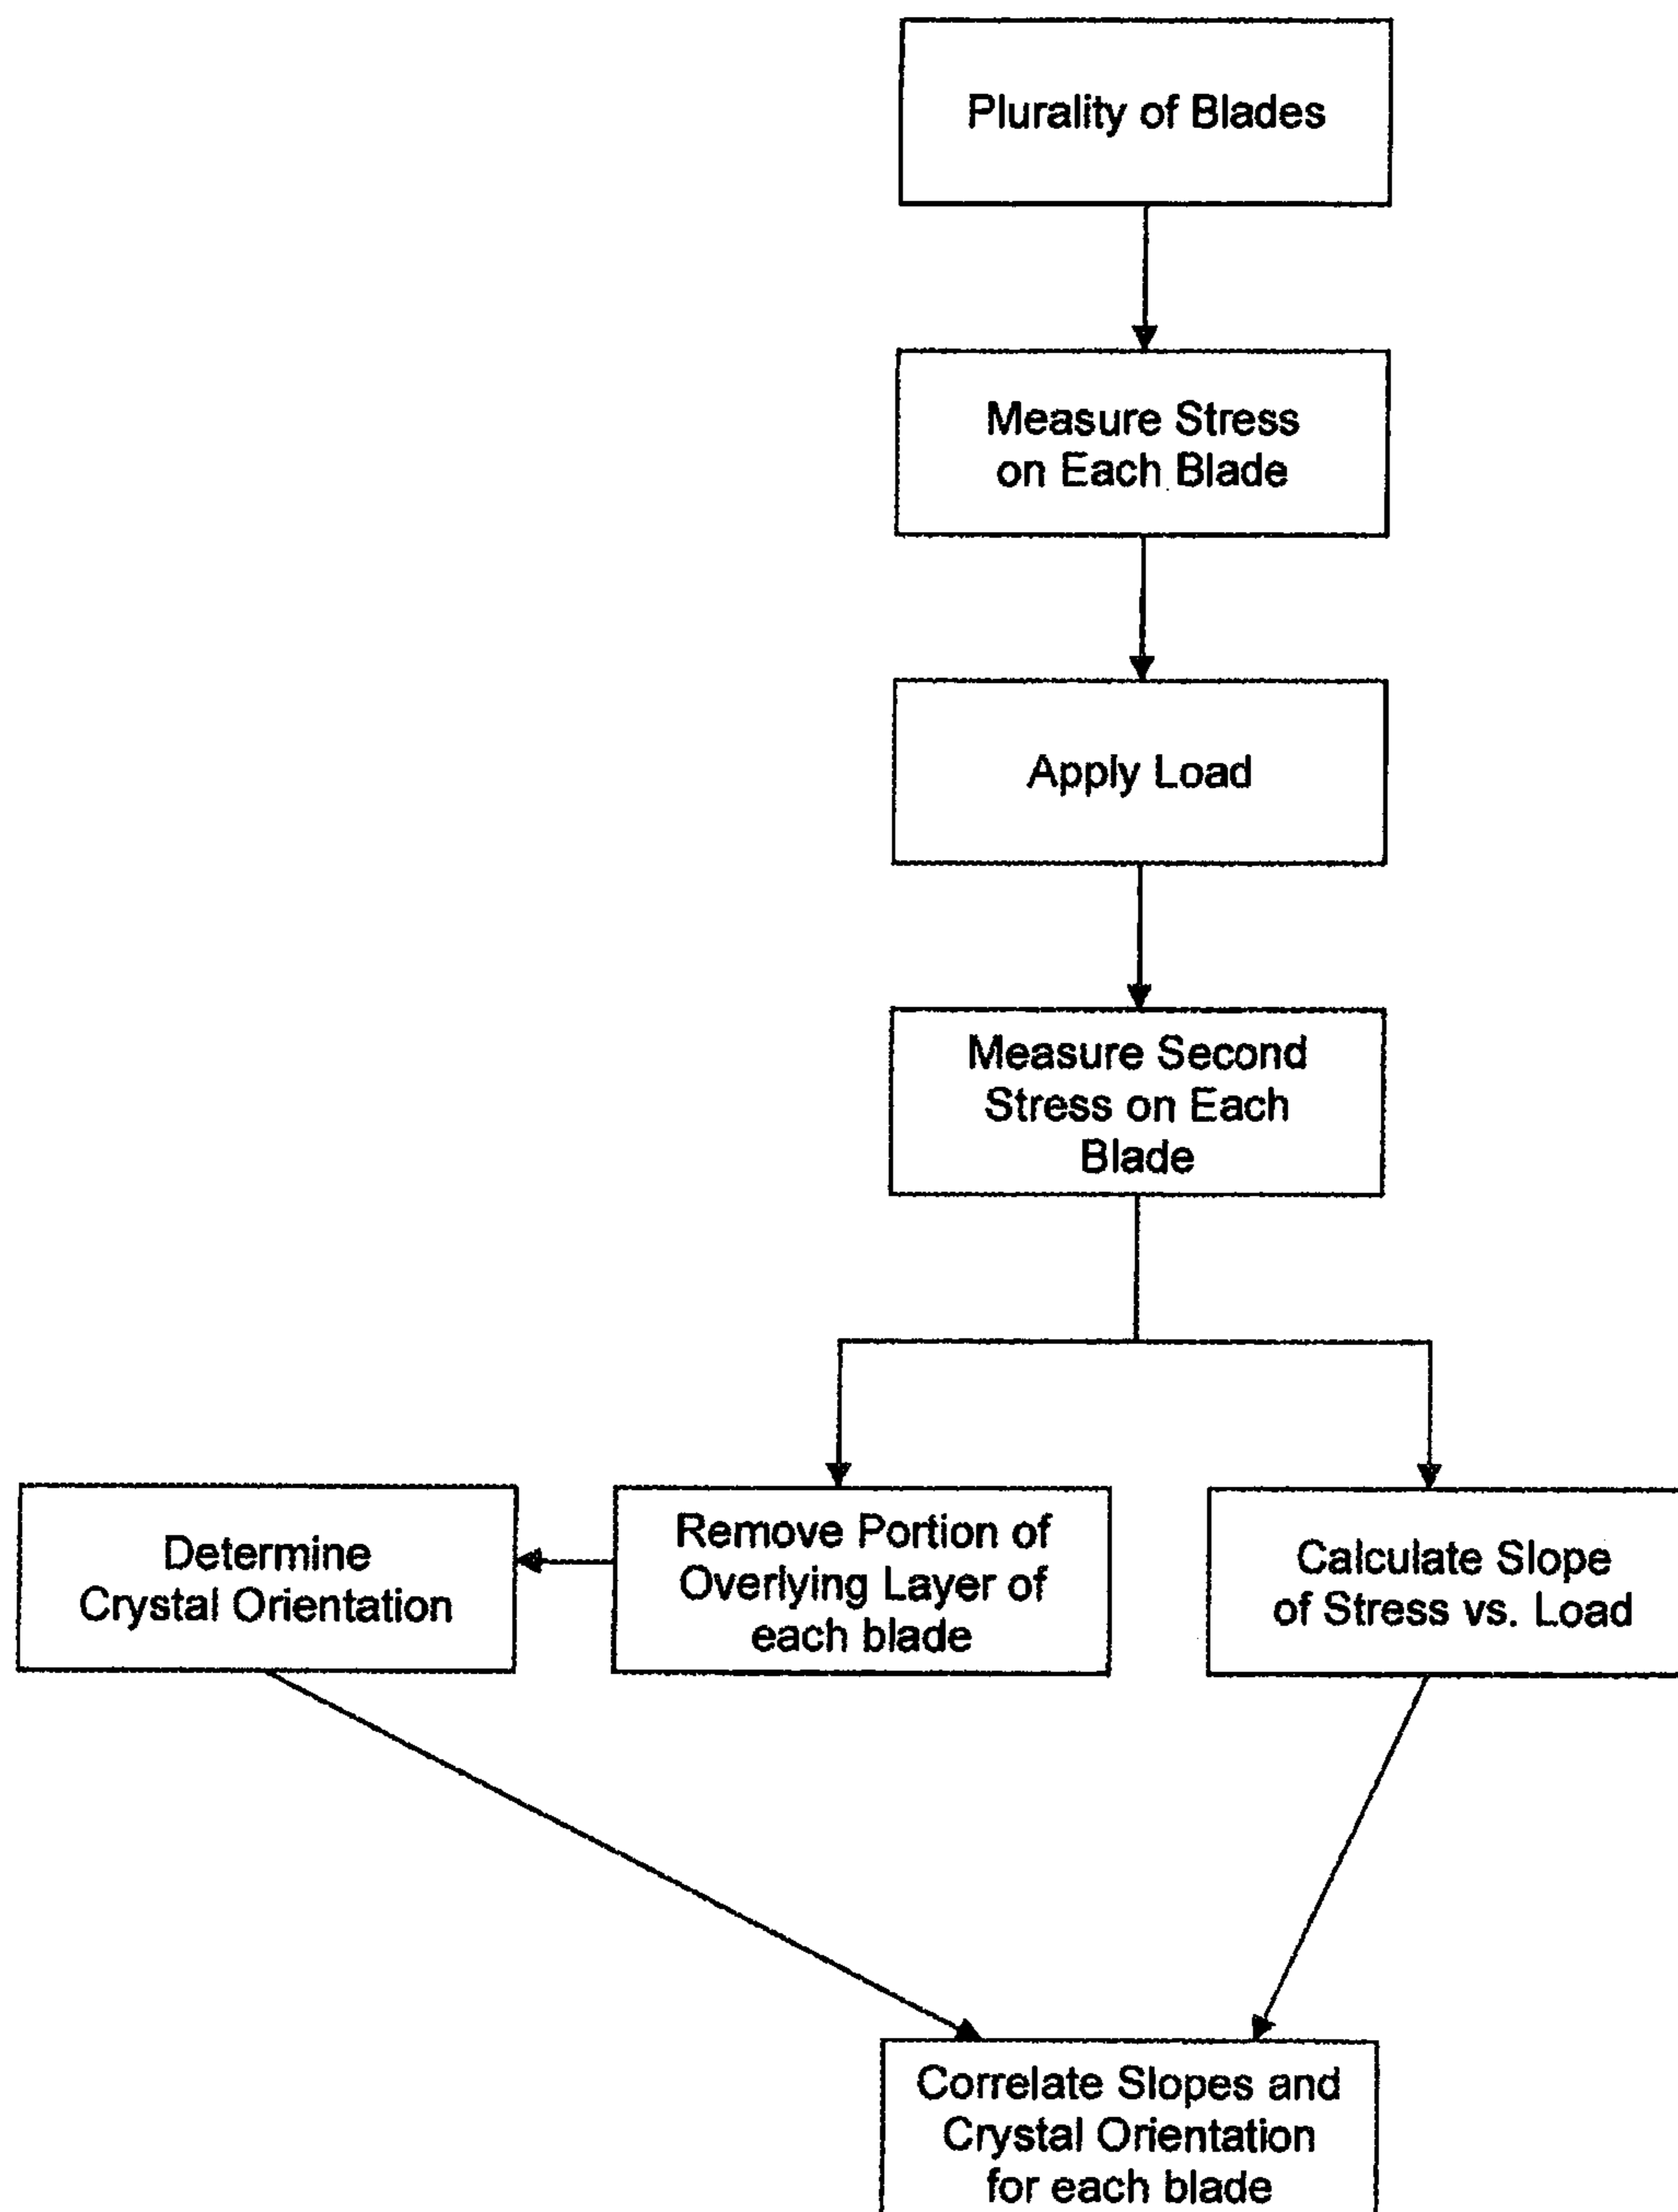 Plurality of Blades
Measure Stress
on Each Blade
Apply Load
Measure Second
Stress on Each
Blade
Determine
Crystal Orientation
Remove Portion of
Overlying Layer of
each blade
Calculate Slope
of Stress vs. Load
Correlate Slopes and
Crystal Orientation
for each blade